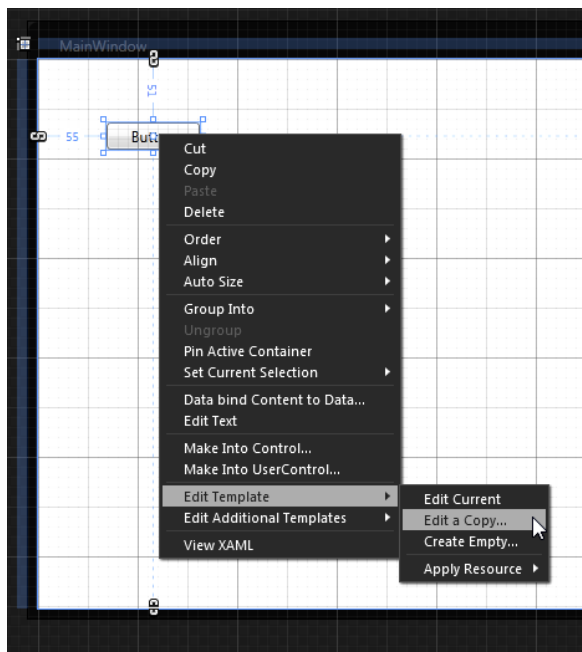 MainWindow
51
55
Cut
Copy
Paste
Delete
Order
Align
Auto Size
Group Into
Ungroup
Pin Active Container
Set Current Selection
Data bind Content to Data...
Edit Text
Make Into Control...
Make Into UserControl...
Edit Template
Edit Additional Templates
View XAML
Edit Current
Edit a Copy...
Create Empty...
Apply Resource